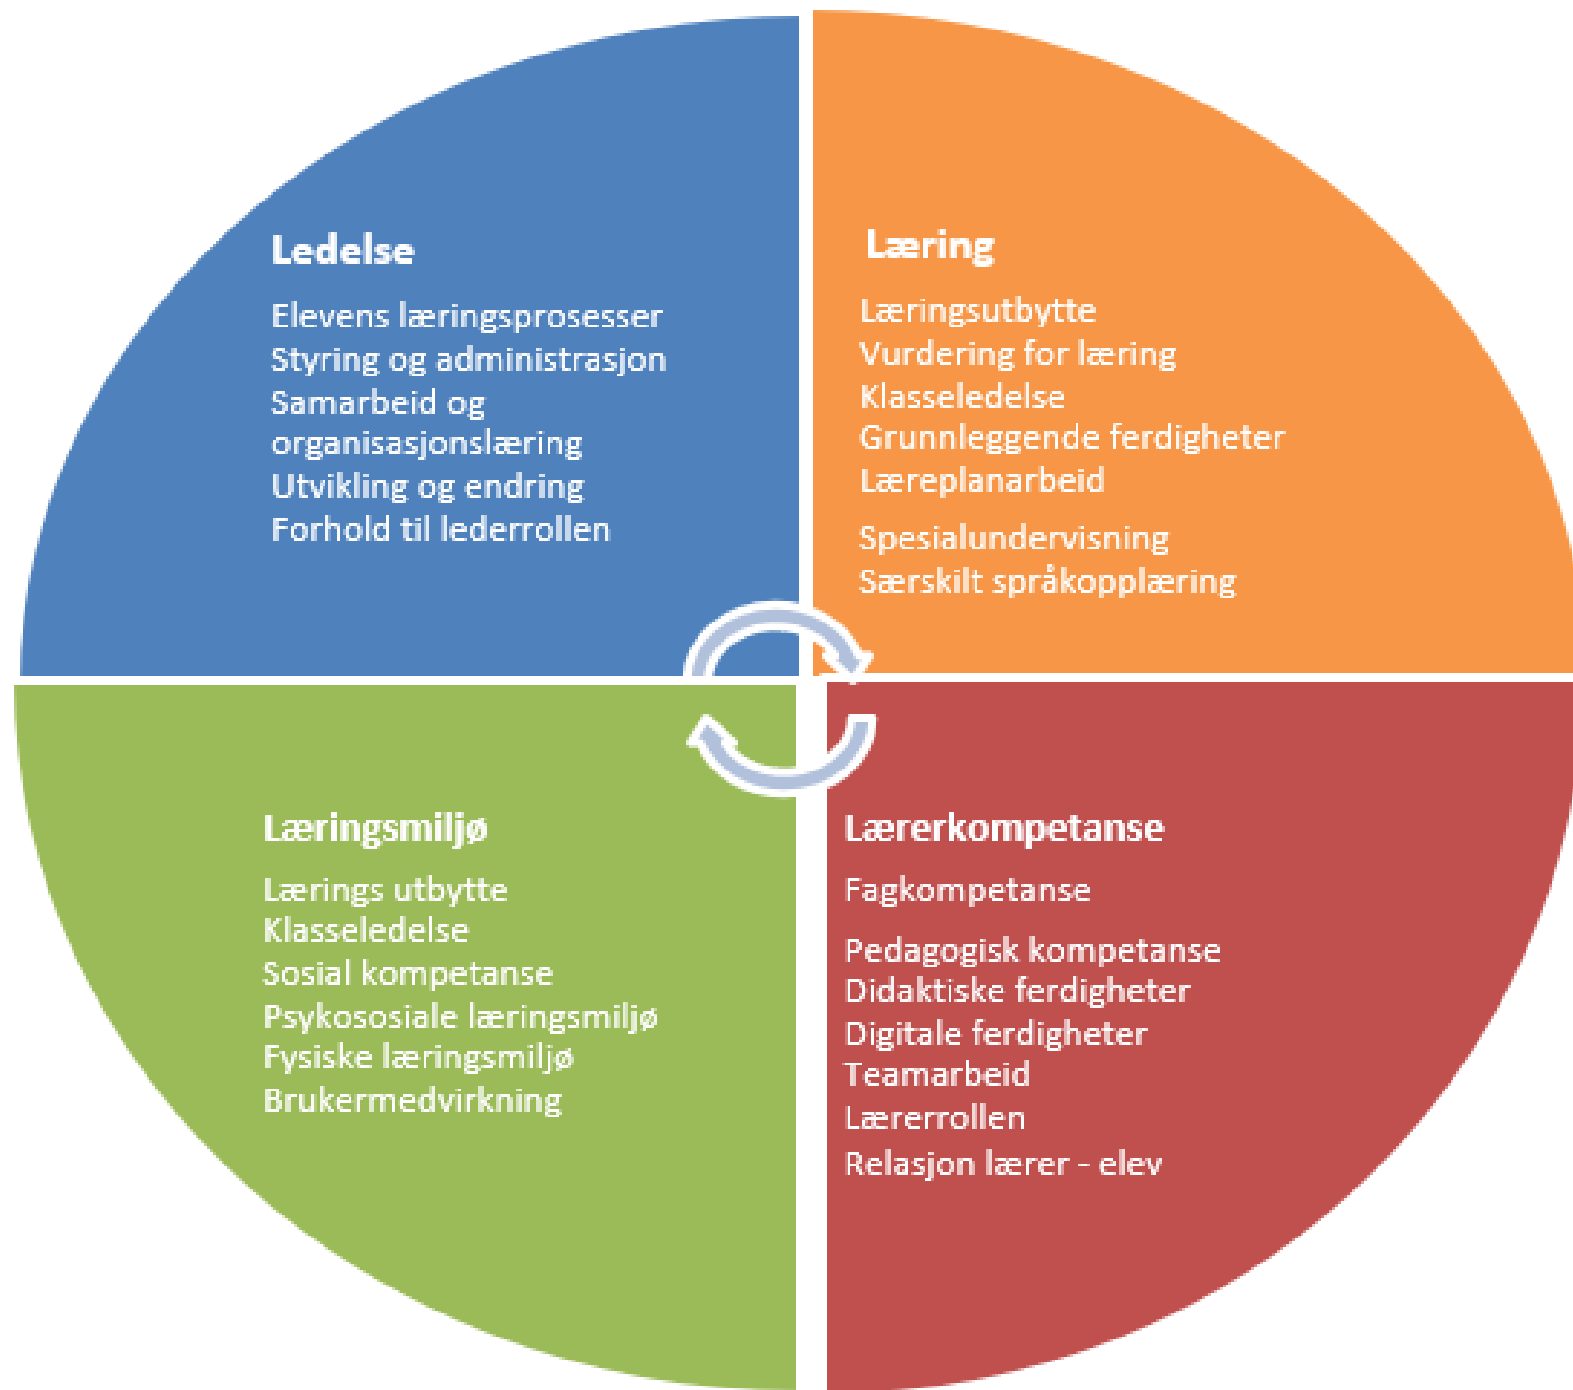 Ledelse
Elevens læringsprosesser
Styring og administrasjon
Samarbeid og
organisasjonslæring
Utvikling og endring
Forhold til lederrollen
Læring
Læringsutbytte
Vurdering for læring
Klasseledelse
Grunnleggende ferdigheter
Læreplanarbeid
Spesialundervisning
Særskilt språkopplæring
Læringsmiljø
Lærings utbytte
Klasseledelse
Sosial kompetanse
Psykososiale læringsmiljø
Fysiske læringsmiljø
Brukermedvirkning
Lærerkompetanse
Fagkompetanse
Pedagogisk kompetanse
Didaktiske ferdigheter
Digitale ferdigheter
Teamarbeid
Lærerrollen
Relasjon lærer - elev